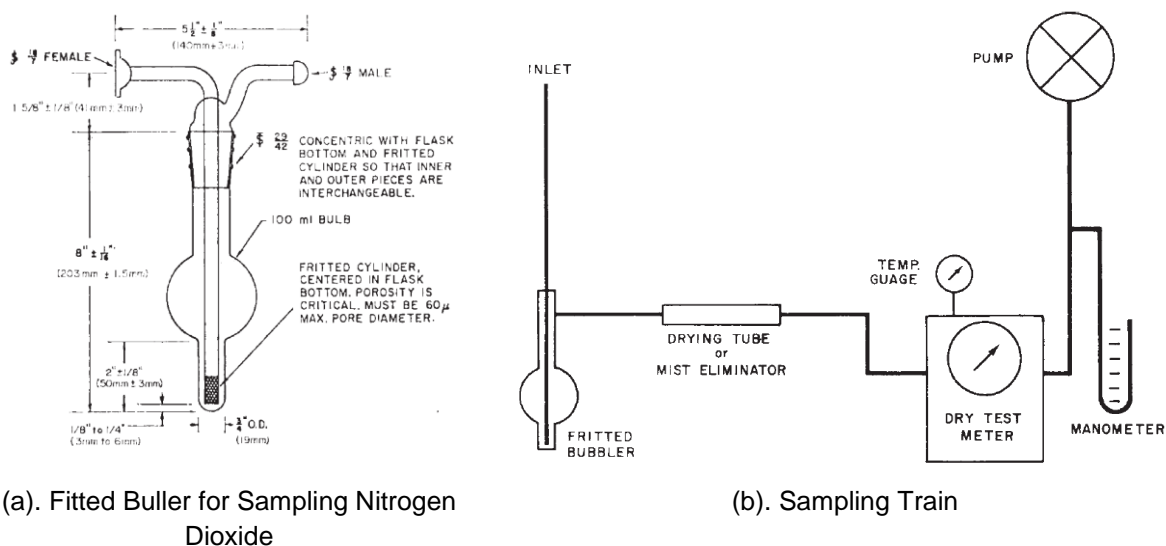 5 1/2" ± 1/8"
(140mm ± 3mm)
FEMALE
MALE
1 5/8" ± 1/8" (41mm ± 3mm)
29/42 CONCENTRIC WITH FLASK
BOTTOM AND FRITTED
CYLINDER SO THAT INNER
AND OUTER PIECES ARE
INTERCHANGEABLE.
100 ml BULB
8" ± 1/16"
(203mm ± 1.5mm)
FRITTED CYLINDER,
CENTERED IN FLASK
BOTTOM. POROSITY IS
CRITICAL. MUST BE 60μ
MAX. PORE DIAMETER.
2" ± 1/8"
(50mm ± 3mm)
1/8" to 1/4"
(3mm to 6mm)
3/4" O.D.
(19mm)
(a). Fitted Buller for Sampling Nitrogen
Dioxide
PUMP
INLET
TEMP.
GUAGE
DRYING TUBE
or
MIST ELIMINATOR
DRY TEST
METER
MANOMETER
FRITTED
BUBBLER
(b). Sampling Train